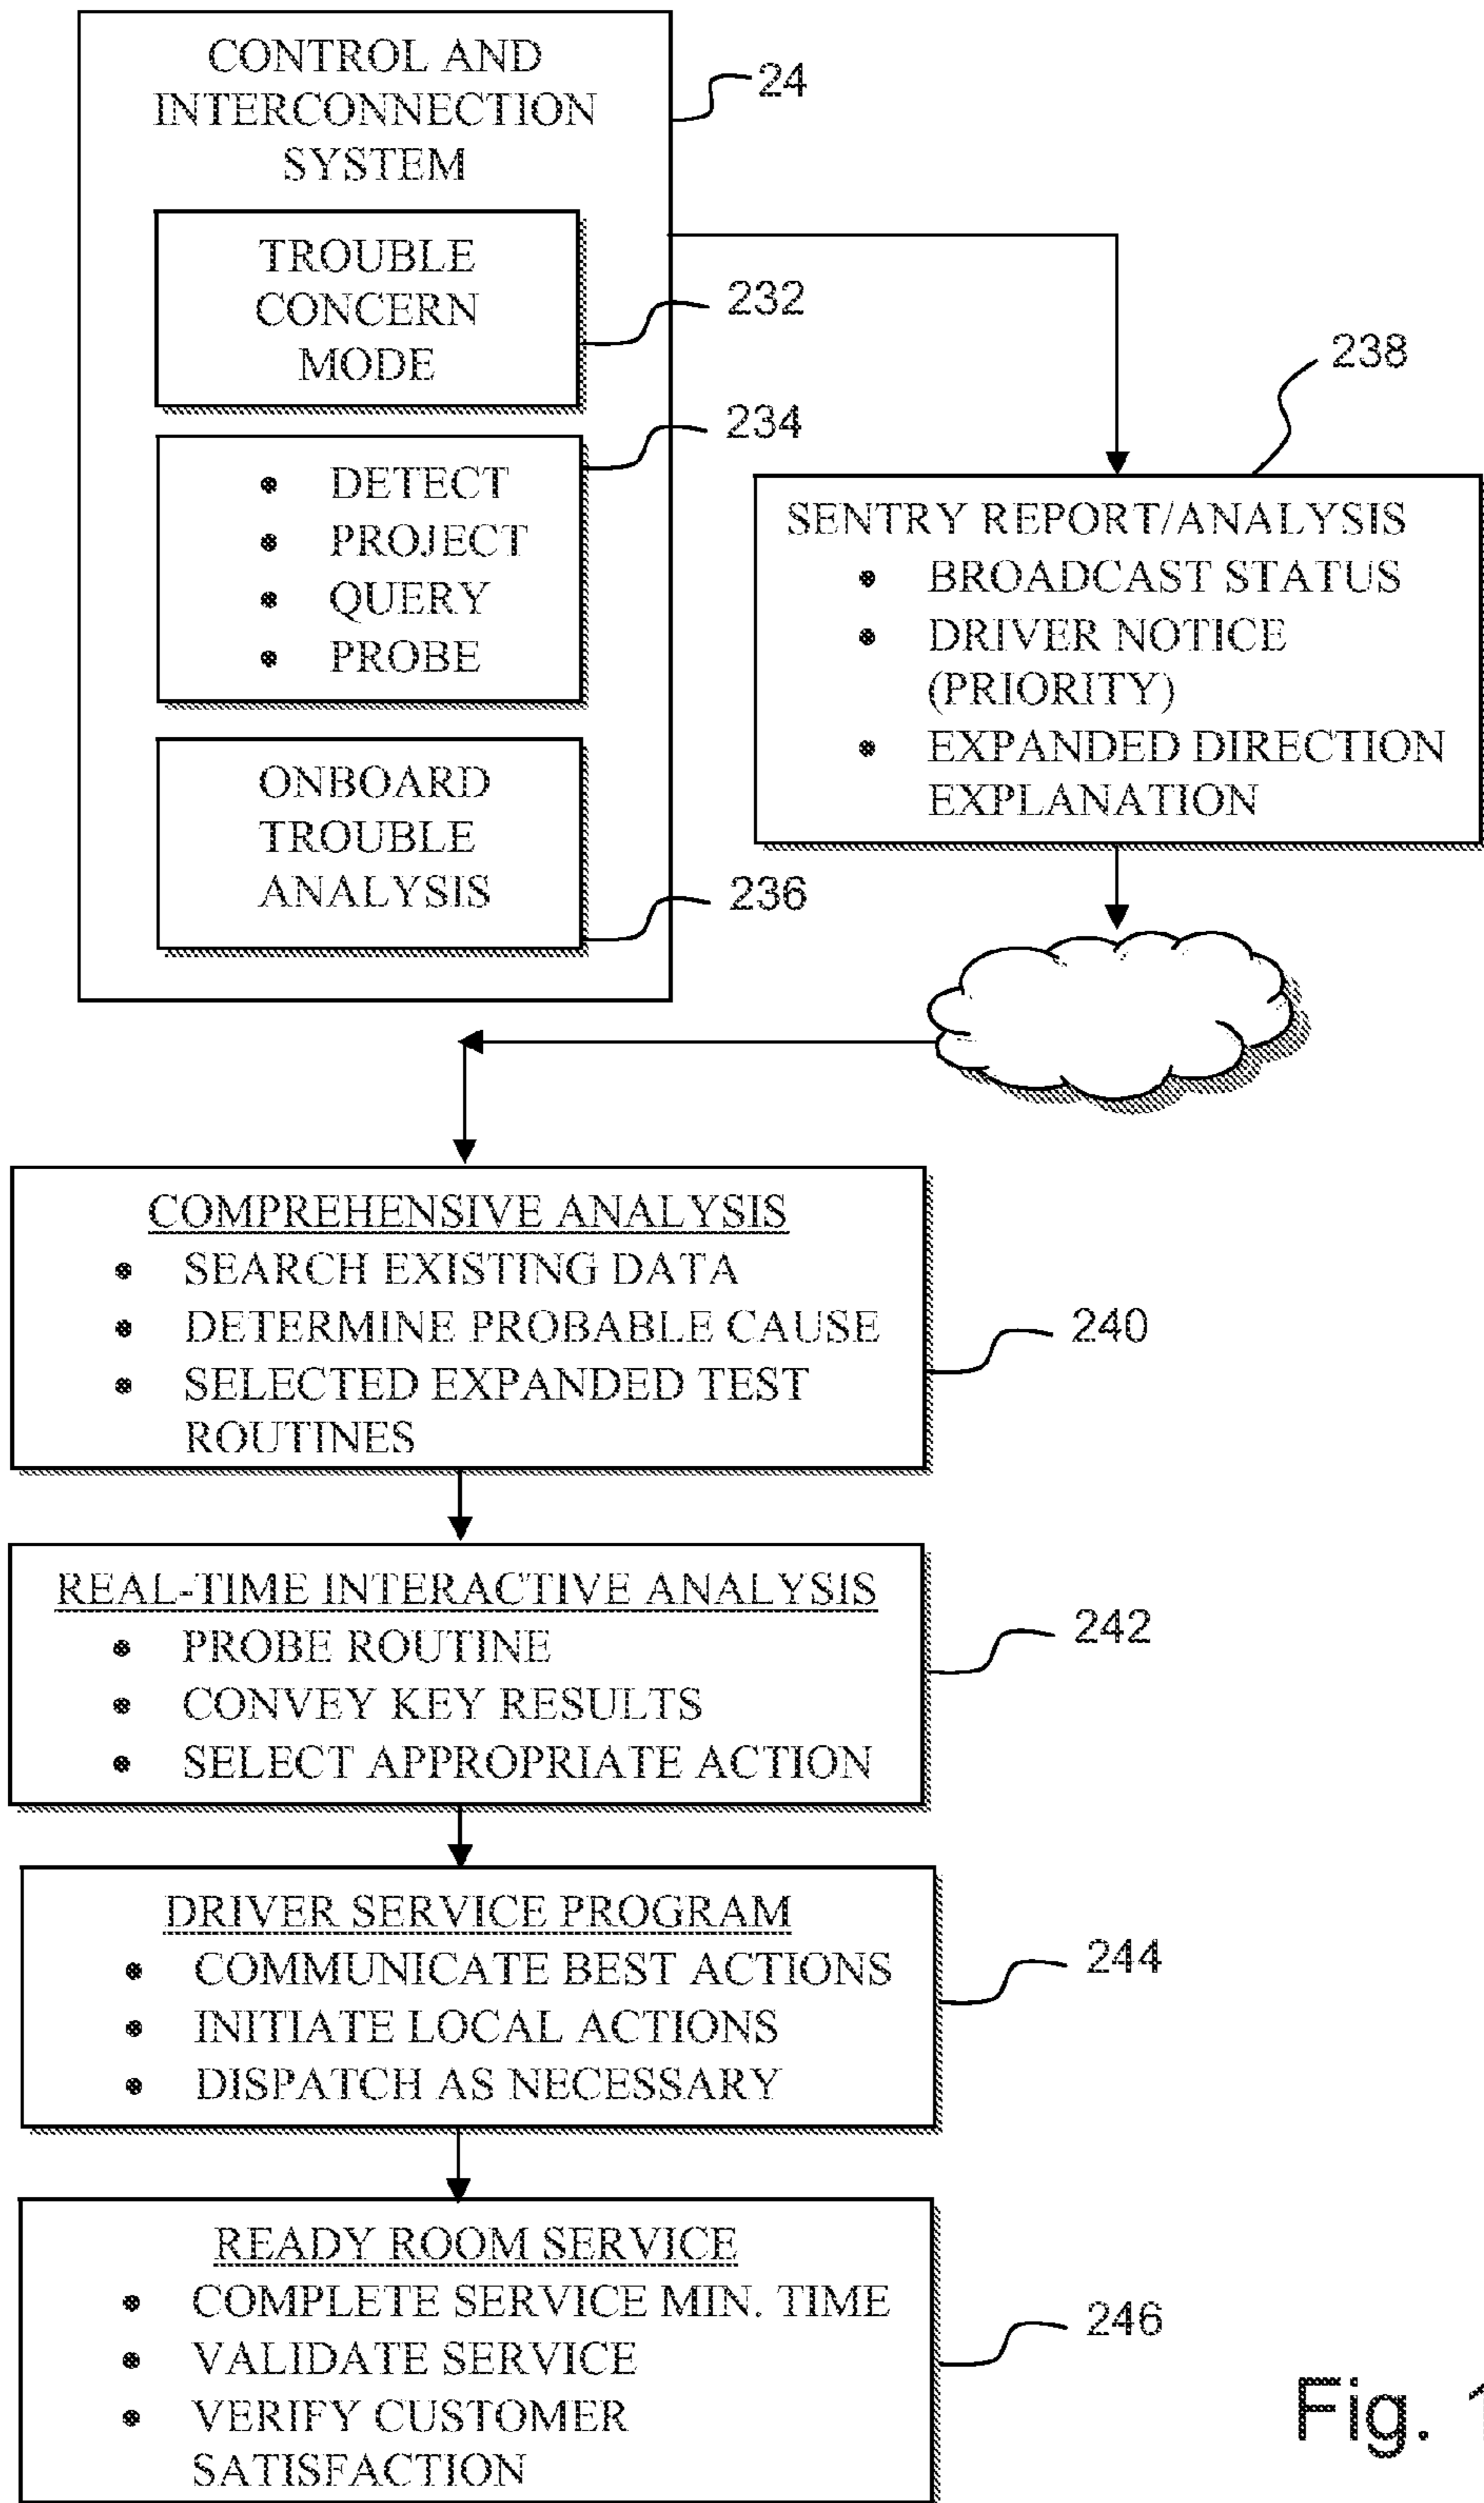 CONTROL AND
INTERCONNECTION
SYSTEM
24
TROUBLE
CONCERN
MODE
232
234
• DETECT
• PROJECT
• QUERY
• PROBE
ONBOARD
TROUBLE
ANALYSIS
236
238
SENTRY REPORT/ANALYSIS
• BROADCAST STATUS
• DRIVER NOTICE
(PRIORITY)
• EXPANDED DIRECTION
EXPLANATION
COMPREHENSIVE ANALYSIS
• SEARCH EXISTING DATA
• DETERMINE PROBABLE CAUSE
• SELECTED EXPANDED TEST
ROUTINES
240
REAL-TIME INTERACTIVE ANALYSIS
• PROBE ROUTINE
• CONVEY KEY RESULTS
• SELECT APPROPRIATE ACTION
242
DRIVER SERVICE PROGRAM
• COMMUNICATE BEST ACTIONS
• INITIATE LOCAL ACTIONS
• DISPATCH AS NECESSARY
244
READY ROOM SERVICE
• COMPLETE SERVICE MIN. TIME
• VALIDATE SERVICE
• VERIFY CUSTOMER
SATISFACTION
246
Fig.